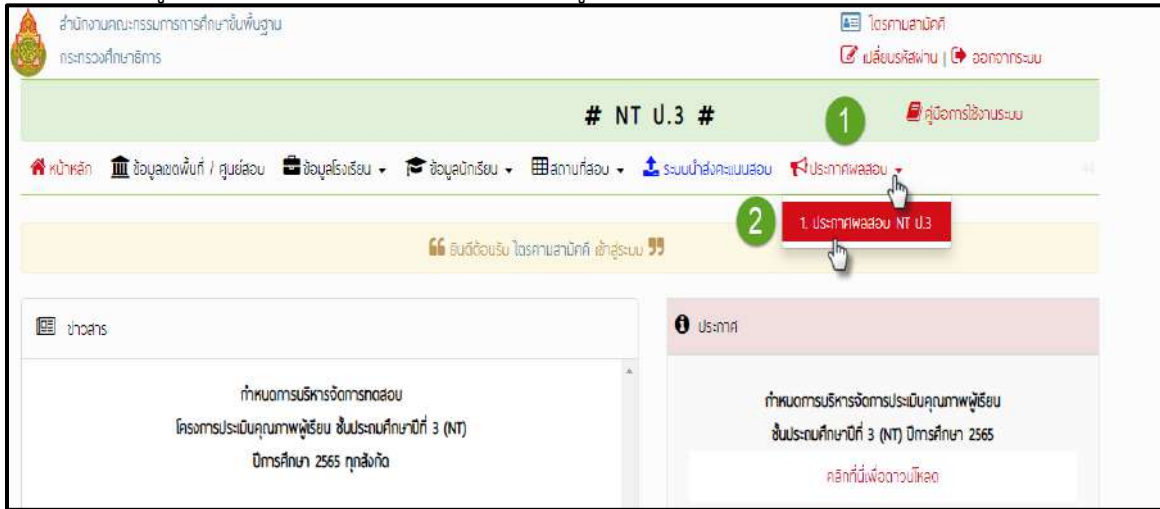 สำนักงานคณะกรรมการการศึกษาขั้นพื้นฐาน
กระทรวงศึกษาธิการ
ไตรคามสามัคคี
เปลี่ยนรหัสผ่าน | ออกจากระบบ
# NT ป.3 #
1
คู่มือการใช้งานระบบ
หน้าหลัก ข้อมูลเขตพื้นที่ / ศูนย์สอบ ข้อมูลโรงเรียน ข้อมูลนักเรียน สถานที่สอบ ระบบนำส่งคะแนนสอบ ประกาศผลสอบ
2
1. ประกาศผลสอบ NT ป.3
ยินดีต้อนรับ ไตรคามสามัคคี เข้าสู่ระบบ
ข่าวสาร
กำหนดการบริหารจัดการทดสอบ
โครงการประเมินคุณภาพผู้เรียน ชั้นประถมศึกษาปีที่ 3 (NT)
ปีการศึกษา 2565 ทุกสังกัด
ประกาศ
กำหนดการบริหารจัดการประเมินคุณภาพผู้เรียน
ชั้นประถมศึกษาปีที่ 3 (NT) ปีการศึกษา 2565
คลิกที่นี่เพื่อดาวน์โหลด